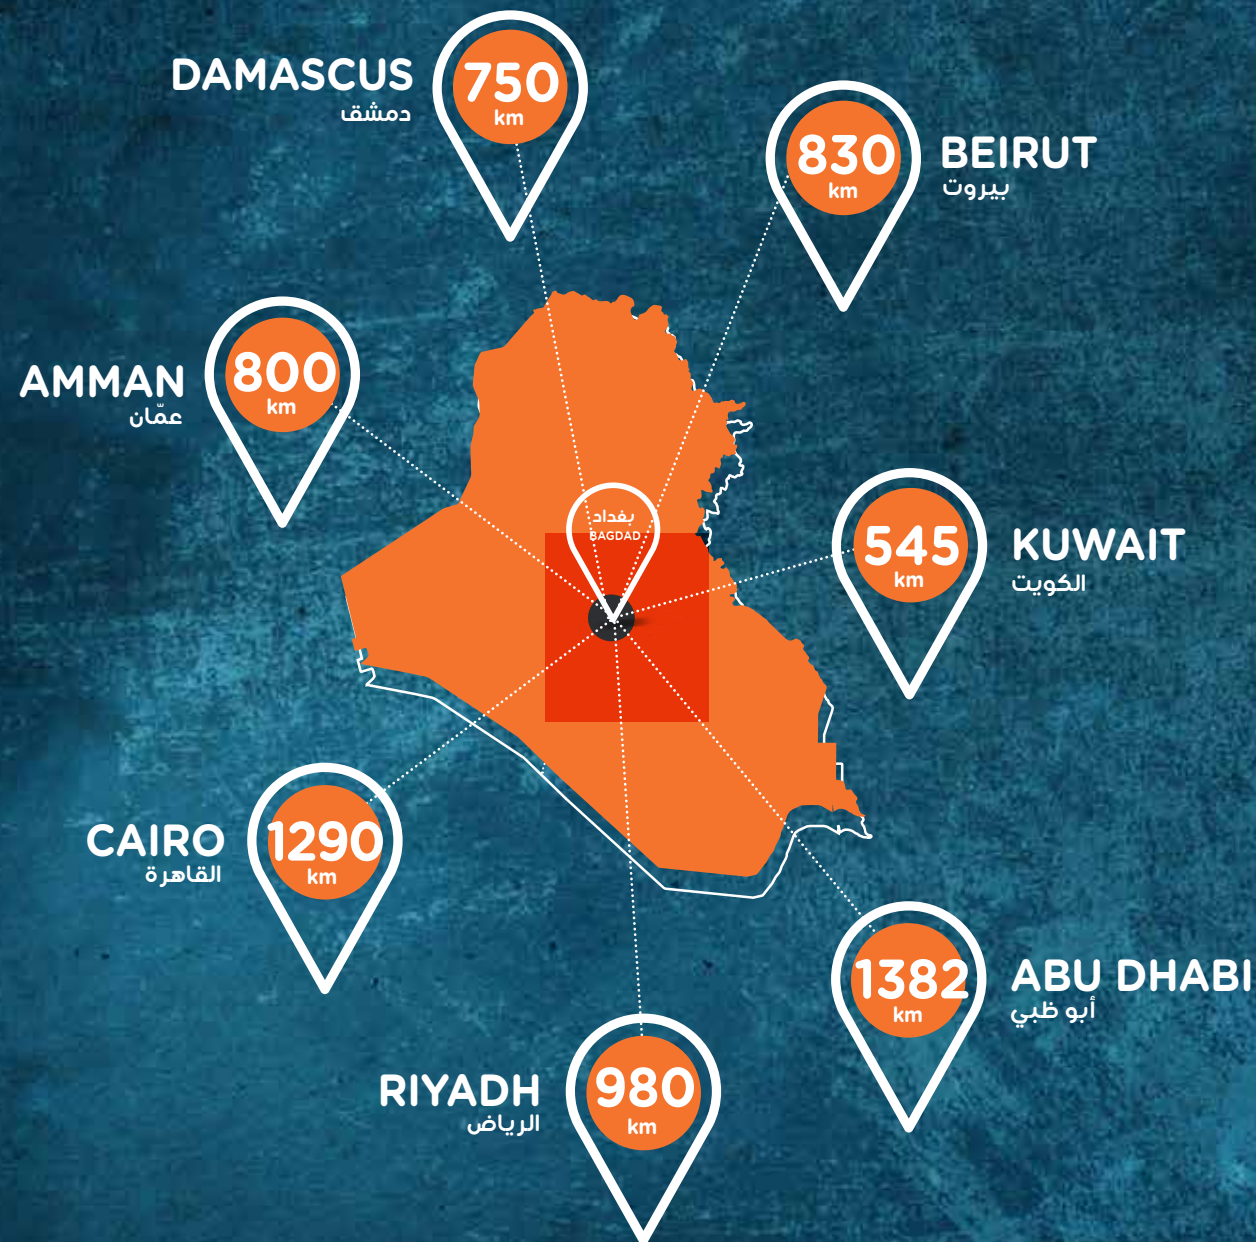 DAMASCUS
دمشق
750
km
830
km
BEIRUT
بيروت
AMMAN
عمّان
800
km
بغداد
BAGDAD
545
km
KUWAIT
الكويت
CAIRO
القاهرة
1290
km
1382
km
ABU DHABI
أبو ظبي
RIYADH
الرياض
980
km